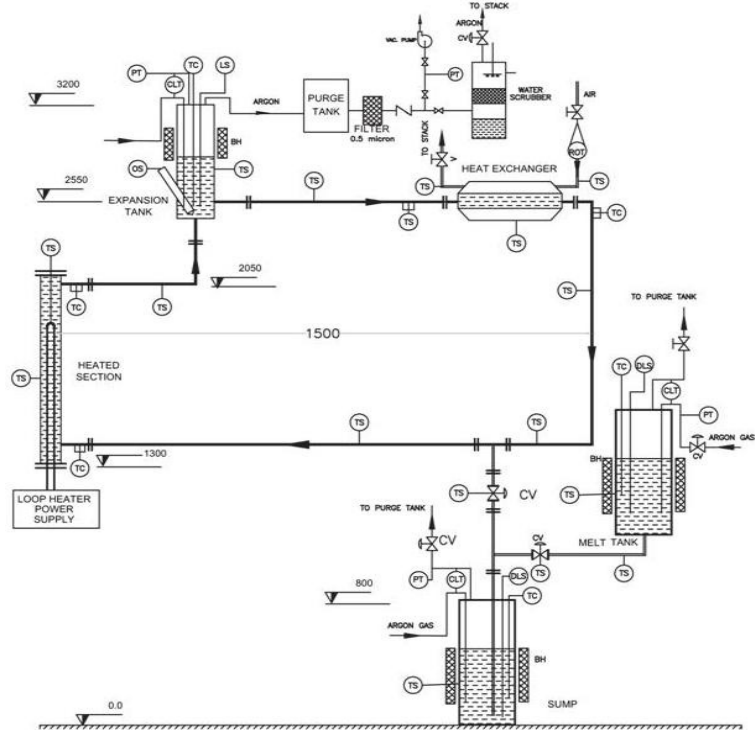 TO STACK
ARGON
CV
VAC. PUMP
PT
TC
LS
PT
CLT
3200
ARGON
PURGE
TANK
FILTER
0.5 micron
WATER
SCRUBBER
TO STACK
V
AIR
ROT
BH
OS
TS
HEAT EXCHANGER
TS
TS
TS
2550
EXPANSION
TANK
TS
TC
TS
TS
2050
TC
TS
TS
TO PURGE TANK
1500
TC
DLS
CLT
PT
ARGON GAS
CV
TS
HEATED
SECTION
TS
TS
BH
TC
1300
TS
CV
TS
LOOP HEATER
POWER
SUPPLY
TO PURGE TANK
CV
CV
TS
MELT TANK
TS
PT
CLT
DLS
TC
800
ARGON GAS
BH
TS
SUMP
0.0